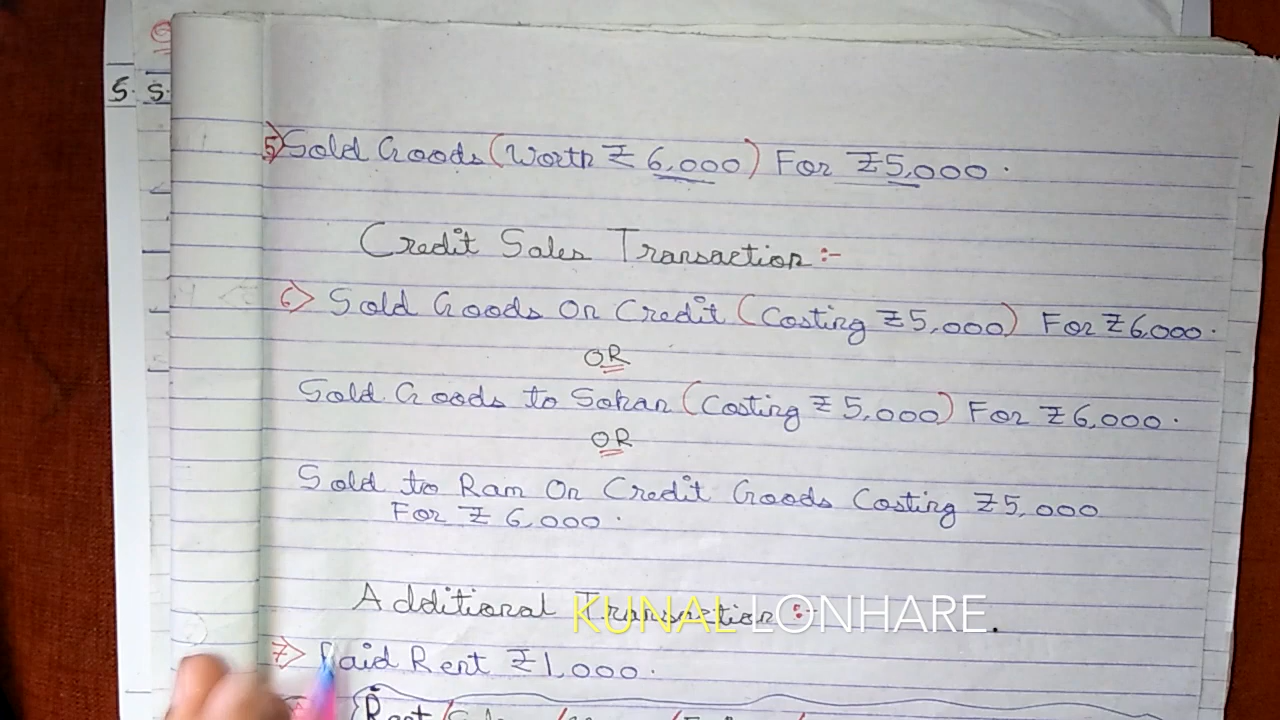 S. S.
5> Sold Goods (Worth ₹ 6,000) For ₹5,000.
Credit Sales Transaction :-
6> Sold Goods On Credit (Costing ₹5,000) For ₹6,000.
OR
Sold Goods to Sohan (Costing ₹5,000) For ₹6,000.
OR
Sold to Ram On Credit Goods Costing ₹5,000
For ₹ 6,000.
Additional Transaction :-
KUNAL LONHARE
7> Paid Rent ₹1,000.
Rent